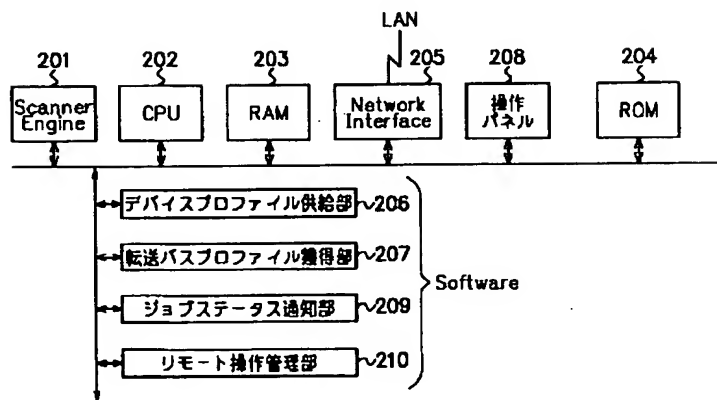 LAN
201
202
203
205
208
204
Scanner
Engine
CPU
RAM
Network
Interface
操作
パネル
ROM
デバイスプロファイル供給部
206
転送パスプロファイル獲得部
207
Software
ジョブステータス通知部
209
リモート操作管理部
210